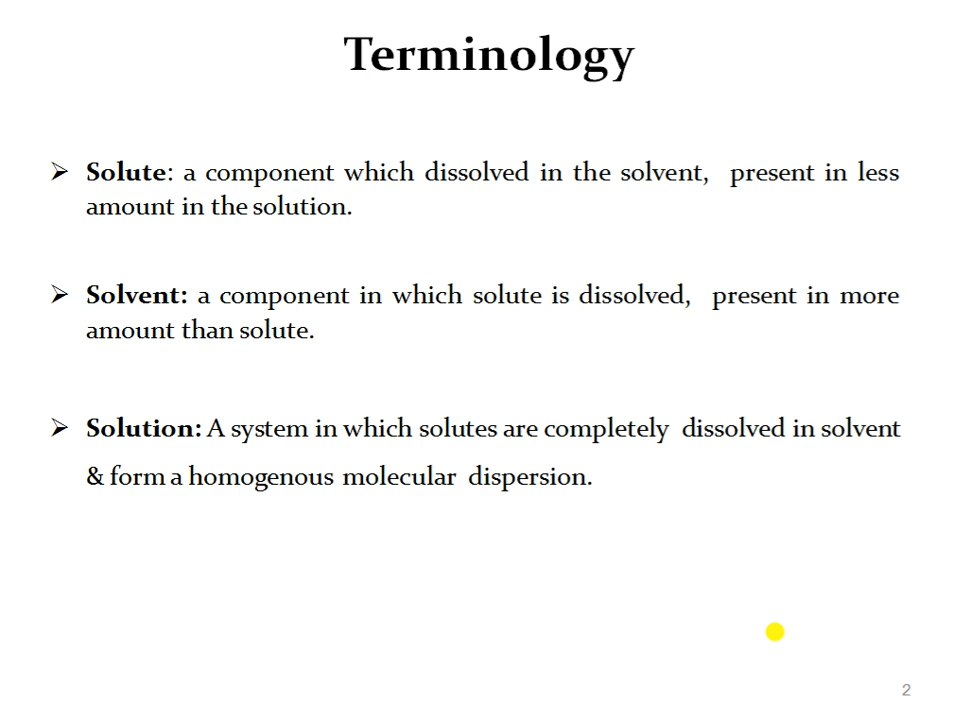 Terminology
➢ Solute: a component which dissolved in the solvent, present in less
amount in the solution.
➢ Solvent: a component in which solute is dissolved, present in more
amount than solute.
➢ Solution: A system in which solutes are completely dissolved in solvent
& form a homogenous molecular dispersion.
2